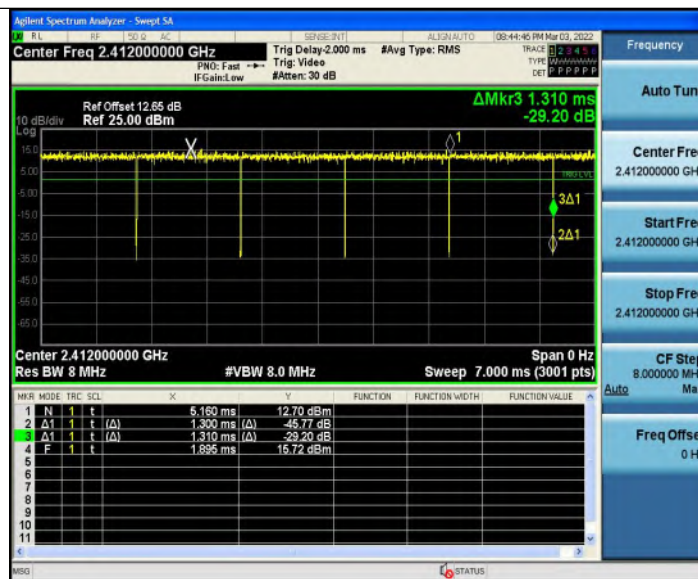 Agilent Spectrum Analyzer - Swept SA
RL RF 50 Ω AC SENSE:INT ALIGN AUTO 08:44:46 PM Mar 03, 2022
Center Freq 2.412000000 GHz
PNO: Fast
IFGain:Low
Trig Delay-2.000 ms
Trig: Video
#Atten: 30 dB
#Avg Type: RMS
TRACE 1 2 3 4 5 6
TYPE
DET P P P P P P
Frequency
Auto Tun
Center Fre
2.412000000 GH
Start Fre
2.412000000 GH
Stop Fre
2.412000000 GH
CF Step
8.000000 MH
Auto Ma
Freq Offse
0 H
10 dB/div
Log
Ref Offset 12.65 dB
Ref 25.00 dBm
ΔMkr3 1.310 ms
-29.20 dB
15.0
5.00
-5.00
-15.0
-25.0
-35.0
-45.0
-55.0
-65.0
1
TRIG LVL
3Δ1
2Δ1
Center 2.412000000 GHz Span 0 Hz
Res BW 8 MHz #VBW 8.0 MHz Sweep 7.000 ms (3001 pts)
MKR MODE TRC SCL X Y FUNCTION FUNCTION WIDTH FUNCTION VALUE
1 N 1 t 5.160 ms 12.70 dBm
2 Δ1 1 t (Δ) 1.300 ms (Δ) -45.77 dB
3 Δ1 1 t (Δ) 1.310 ms (Δ) -29.20 dB
4 F 1 t 1.895 ms 15.72 dBm
5
6
7
8
9
10
11
MSG STATUS